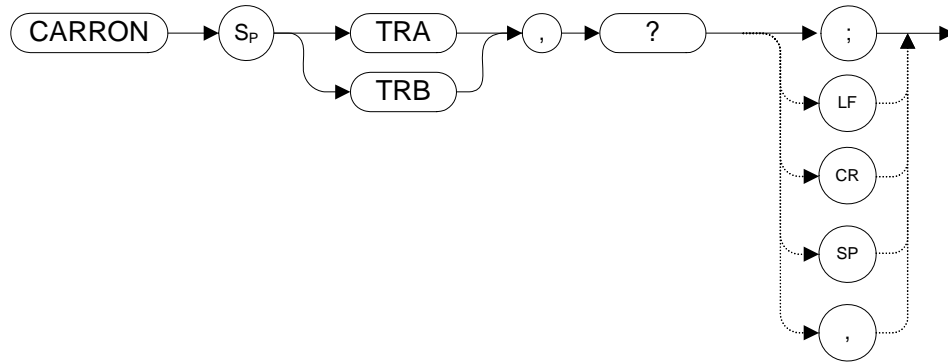 CARRON SP TRA , ? ;
TRB LF
CR
SP
,